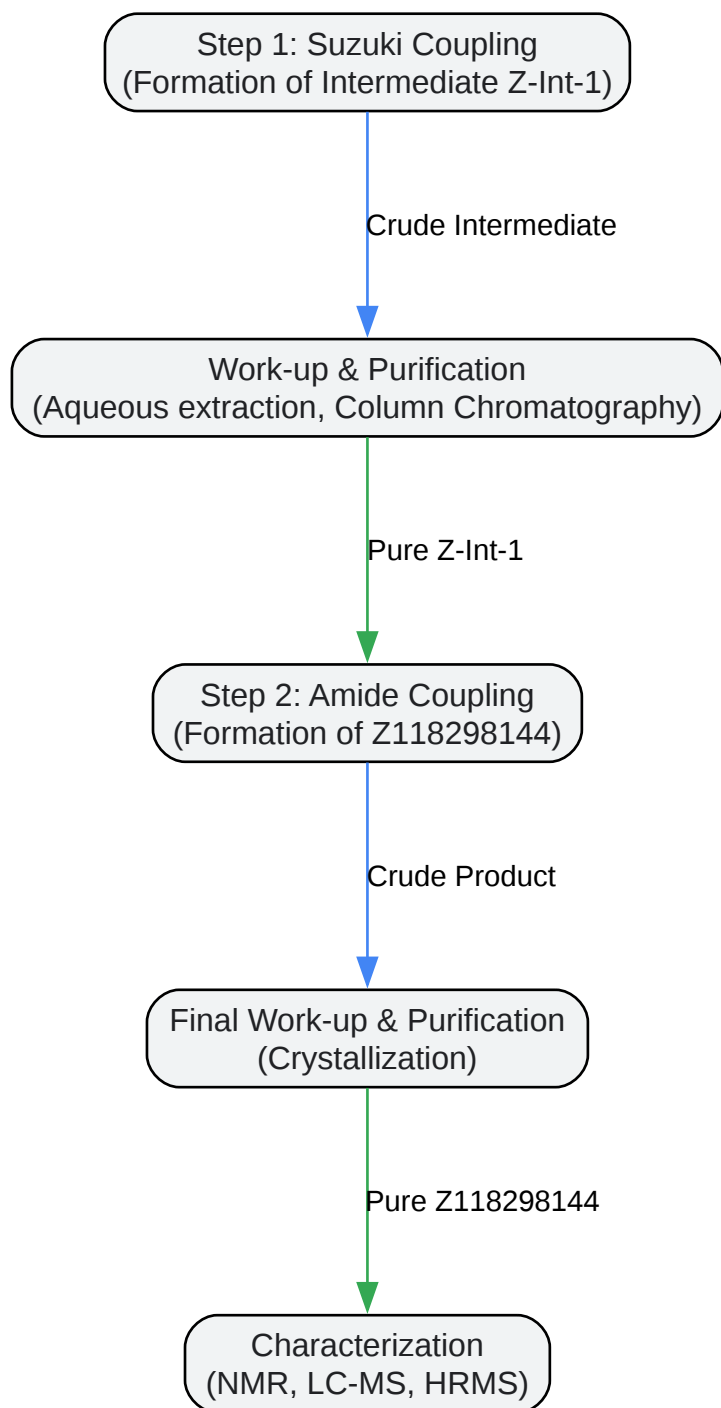 Step 1: Suzuki Coupling
(Formation of Intermediate Z-Int-1)
Crude Intermediate
Work-up & Purification
(Aqueous extraction, Column Chromatography)
Pure Z-Int-1
Step 2: Amide Coupling
(Formation of Z118298144)
Crude Product
Final Work-up & Purification
(Crystallization)
Pure Z118298144
Characterization
(NMR, LC-MS, HRMS)